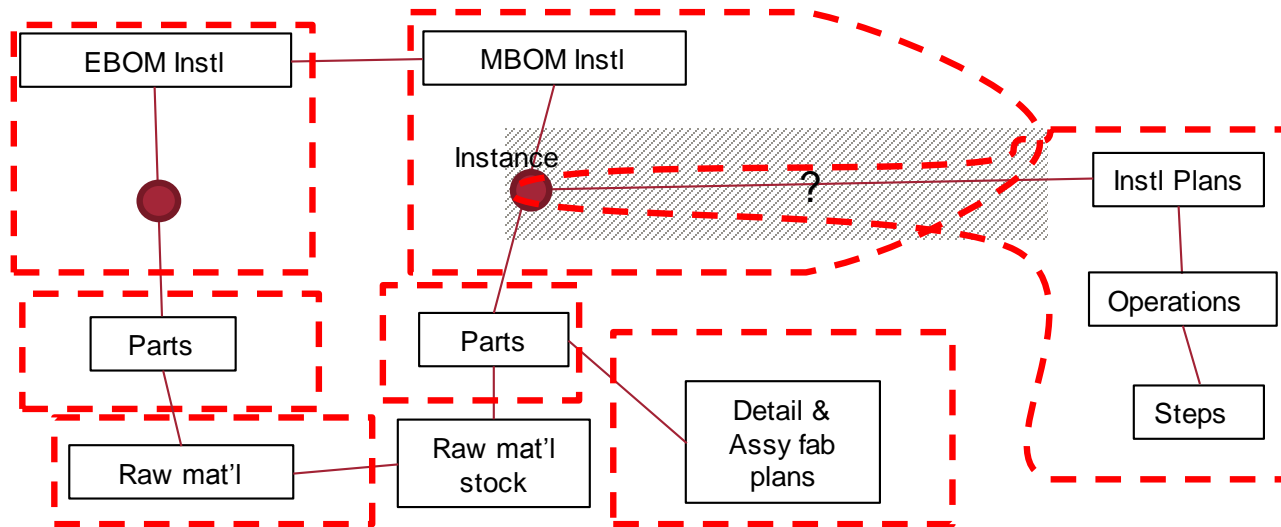 EBOM Instl
MBOM Instl
Instance
?
Instl Plans
Operations
Parts
Parts
Detail &
Assy fab
plans
Steps
Raw mat’l
Raw mat’l
stock